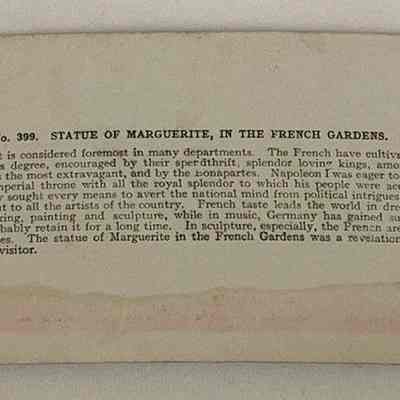 o. 399. STATUE OF MARGUERITE, IN THE FRENCH GARDENS.
t is considered foremost in many departments. The French have cultiv
s degree, encouraged by their sperdthrift, splendor lovin kings, amo
s the most extravagant, and by the Bonapartes. Napoleon I was eager to
mperial throne with all the royal splendor to which his people were acc
y sought every means to avert the national mind from political intrigues
nt to all the artists of the country. French taste leads the world in dre
ring, painting and sculpture, while in music, Germany has gained su
bably retain it for a long time. In sculpture, especially, the French are
es. The statue of Marguerite in the French Gardens was a revelation
visitor.